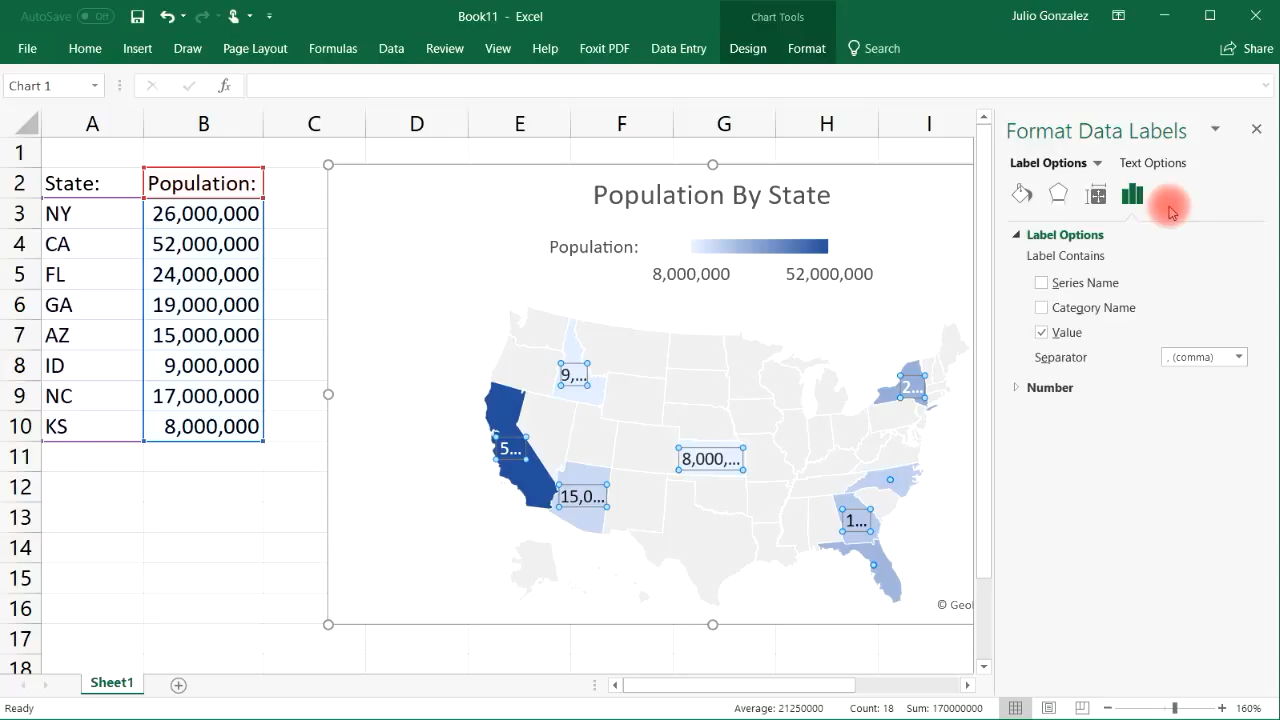 AutoSave Off
Book11 - Excel
Chart Tools
Julio Gonzalez
File Home Insert Draw Page Layout Formulas Data Review View Help Foxit PDF Data Entry Design Format Search Share
Chart 1
fx
A B C D E F G H I
1
2 State: Population:
3 NY 26,000,000
4 CA 52,000,000
5 FL 24,000,000
6 GA 19,000,000
7 AZ 15,000,000
8 ID 9,000,000
9 NC 17,000,000
10 KS 8,000,000
11
12
13
14
15
16
17
18
Population By State
Population:
8,000,000 52,000,000
9,...
2...
5...
8,000,...
15,0...
1...
© Geol
Format Data Labels
Label Options Text Options
Label Options
Label Contains
Series Name
Category Name
Value
Separator , (comma)
Number
Sheet1
Ready
Average: 21250000 Count: 18 Sum: 170000000
160%